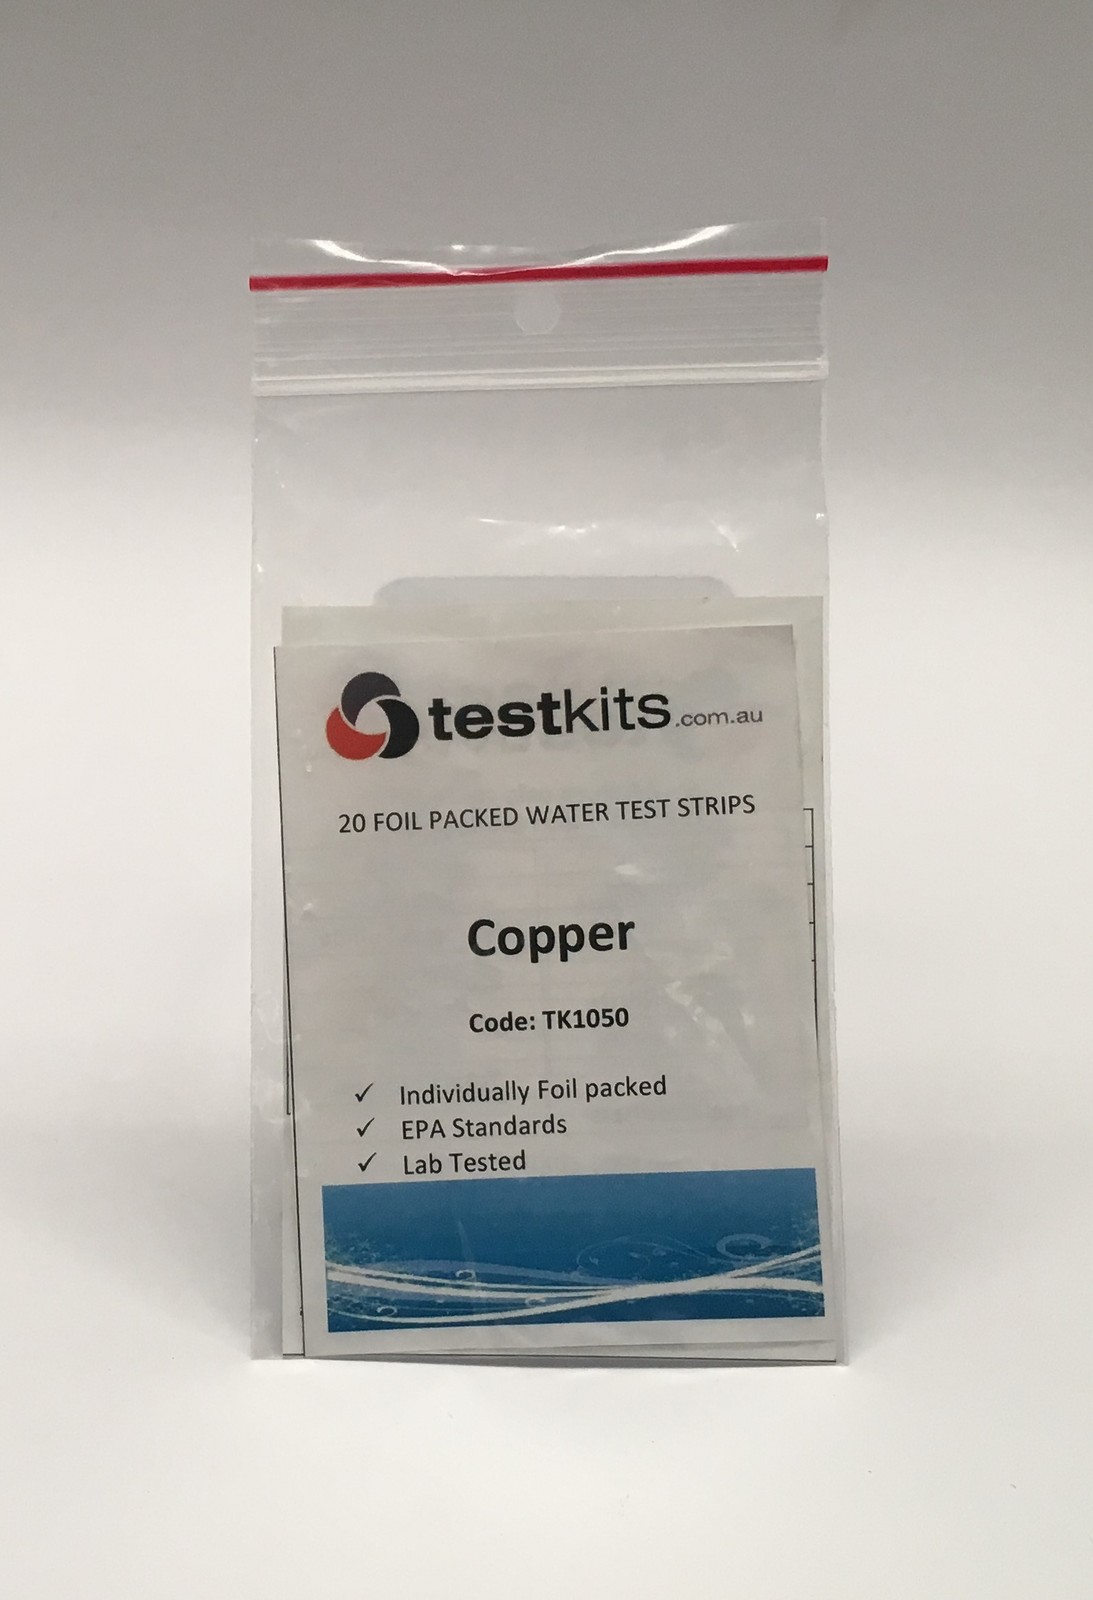 testkits.com.au
20 FOIL PACKED WATER TEST STRIPS
Copper
Code: TK1050
✓ Individually Foil packed
✓ EPA Standards
✓ Lab Tested